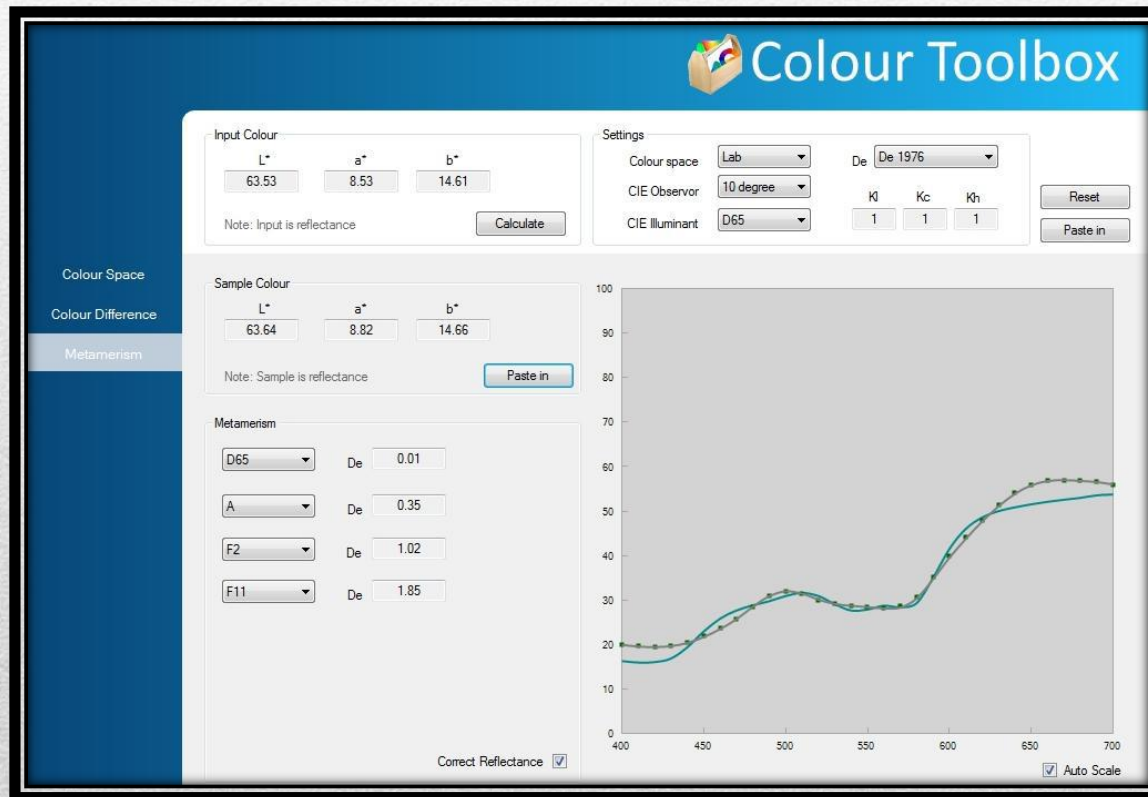 Colour Toolbox
Input Colour
L* a* b*
63.53 8.53 14.61
Note: Input is reflectance Calculate
Settings
Colour space Lab De De 1976
CIE Observor 10 degree
Kl Kc Kh
CIE Illuminant D65 1 1 1
Reset
Paste in
Colour Space
Colour Difference
Metamerism
Sample Colour
L* a* b*
63.64 8.82 14.66
Note: Sample is reflectance Paste in
Metamerism
D65 De 0.01
A De 0.35
F2 De 1.02
F11 De 1.85
Correct Reflectance
100
90
80
70
60
50
40
30
20
10
0
400 450 500 550 600 650 700
Auto Scale